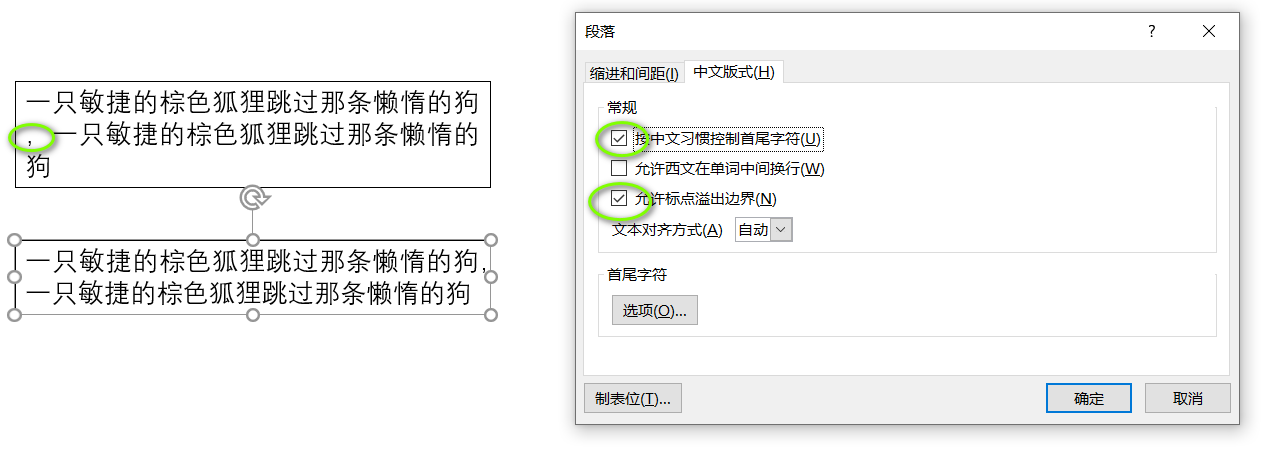 一只敏捷的棕色狐狸跳过那条懒惰的狗
，一只敏捷的棕色狐狸跳过那条懒惰的
狗
一只敏捷的棕色狐狸跳过那条懒惰的狗，
一只敏捷的棕色狐狸跳过那条懒惰的狗
段落
?
缩进和间距(I) 中文版式(H)
常规
按中文习惯控制首尾字符(U)
允许西文在单词中间换行(W)
允许标点溢出边界(N)
文本对齐方式(A) 自动
首尾字符
选项(O)...
制表位(T)... 确定 取消